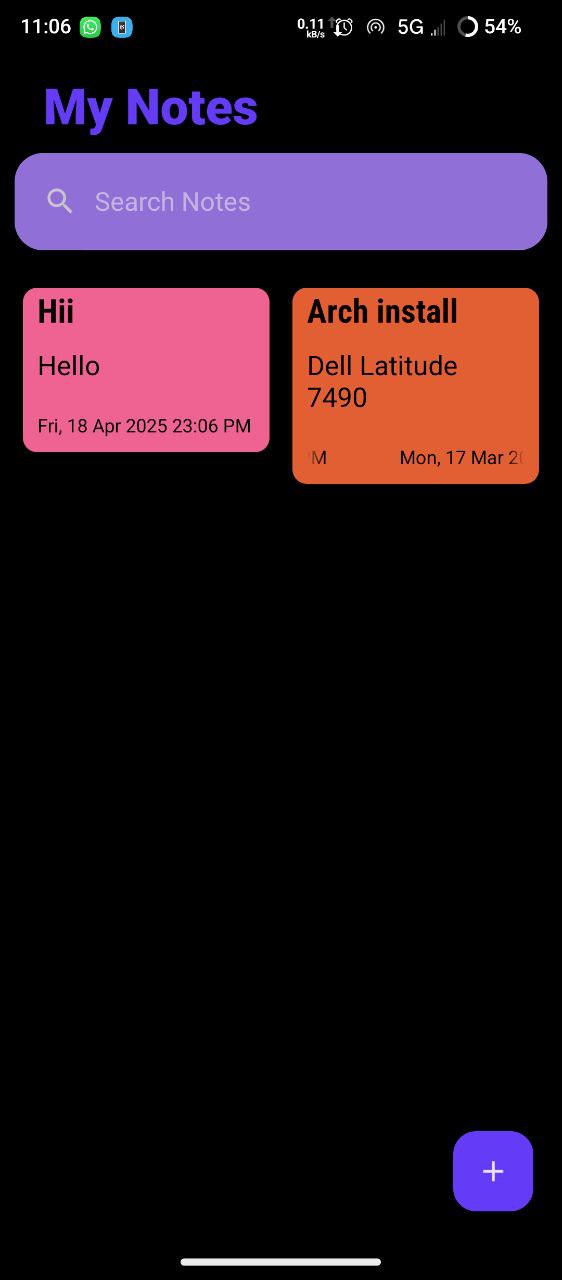 11:06
0.11
kB/s
5G
54%
My Notes
Search Notes
Hii
Hello
Fri, 18 Apr 2025 23:06 PM
Arch install
Dell Latitude
7490
M Mon, 17 Mar 2